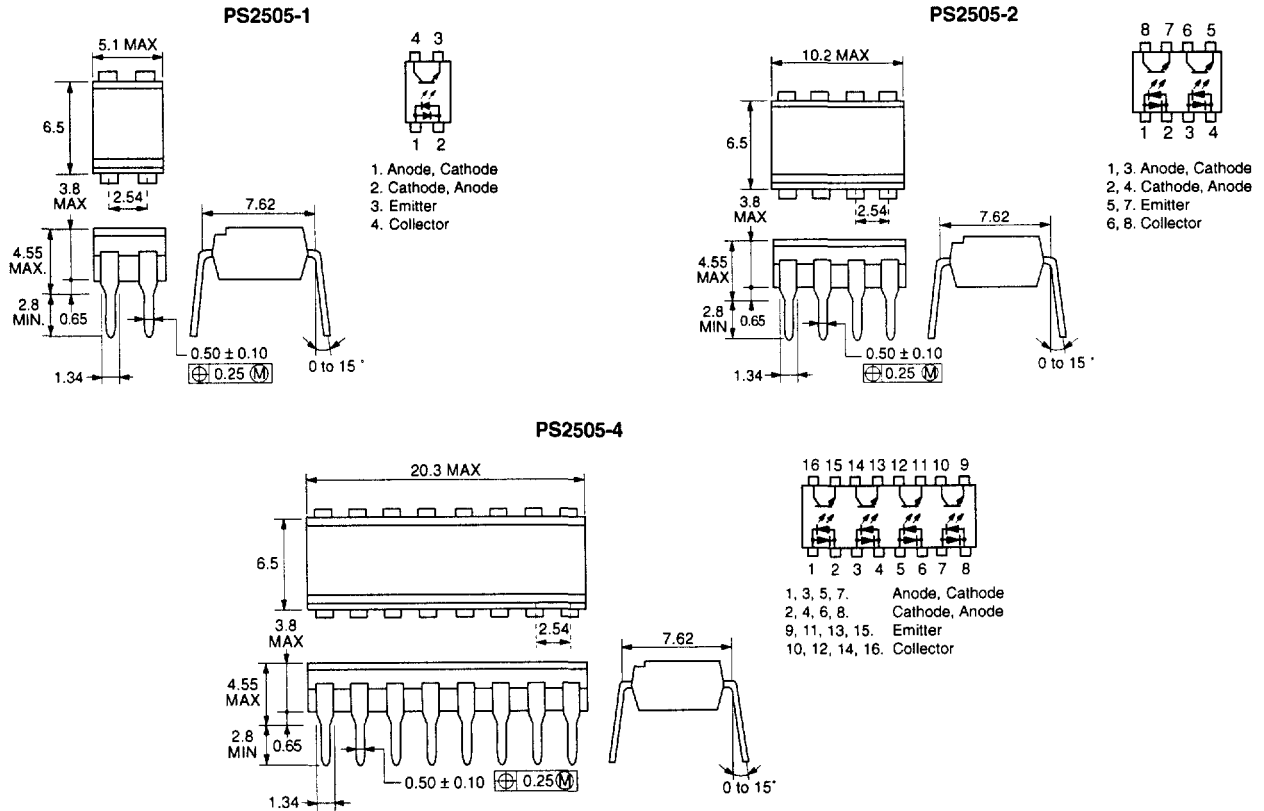 PS2505-1
5.1 MAX
6.5
3.8
MAX
2.54
4.55
MAX.
2.8
MIN.
0.65
1.34
0.50 ± 0.10
⌖ 0.25 Ⓜ
7.62
0 to 15°
4 3
1 2
1. Anode, Cathode
2. Cathode, Anode
3. Emitter
4. Collector
PS2505-2
10.2 MAX
6.5
3.8
MAX
2.54
4.55
MAX
2.8
MIN
0.65
1.34
0.50 ± 0.10
⌖ 0.25 Ⓜ
7.62
0 to 15°
8 7 6 5
1 2 3 4
1, 3. Anode, Cathode
2, 4. Cathode, Anode
5, 7. Emitter
6, 8. Collector
PS2505-4
20.3 MAX
6.5
3.8
MAX
2.54
4.55
MAX
2.8
MIN
0.65
1.34
0.50 ± 0.10 ⌖ 0.25 Ⓜ
7.62
0 to 15°
16 15 14 13 12 11 10 9
1 2 3 4 5 6 7 8
1, 3, 5, 7. Anode, Cathode
2, 4, 6, 8. Cathode, Anode
9, 11, 13, 15. Emitter
10, 12, 14, 16. Collector